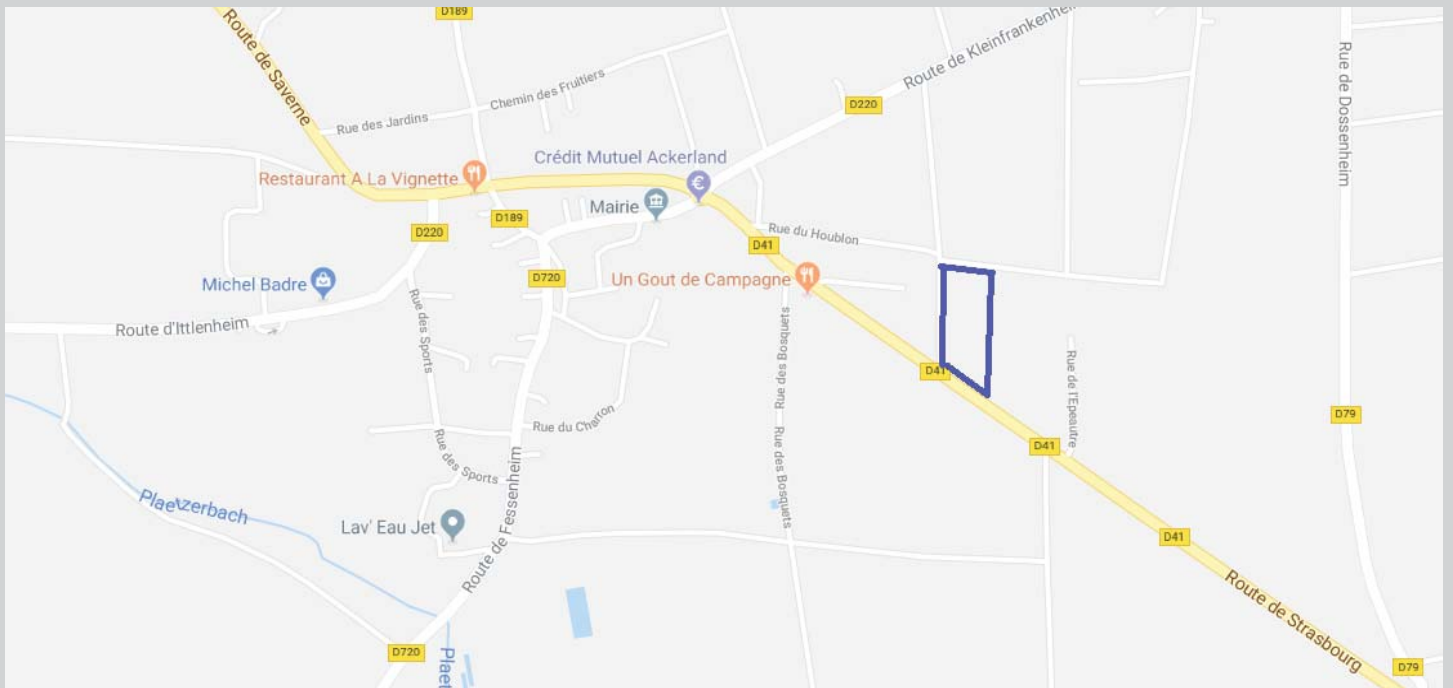 D189
Route de Saverne
Route de Kleinfrankenheim
Rue de Dossenheim
Chemin des Fruitiers
D220
Rue des Jardins
Crédit Mutuel Ackerland
Restaurant A La Vignette
Mairie
D189
D220
Rue du Houblon
D41
Michel Badre
D720
Un Gout de Campagne
Route d'Ittlenheim
Rue des Sports
Rue des Bosquets
D41
Rue de l'Epeautre
D79
Rue du Charron
Rue des Sports
D41
Rue des Bosquets
Route de Fessenheim
Plaetzerbach
Lav' Eau Jet
D41
Route de Strasbourg
D720
Plaet
D79